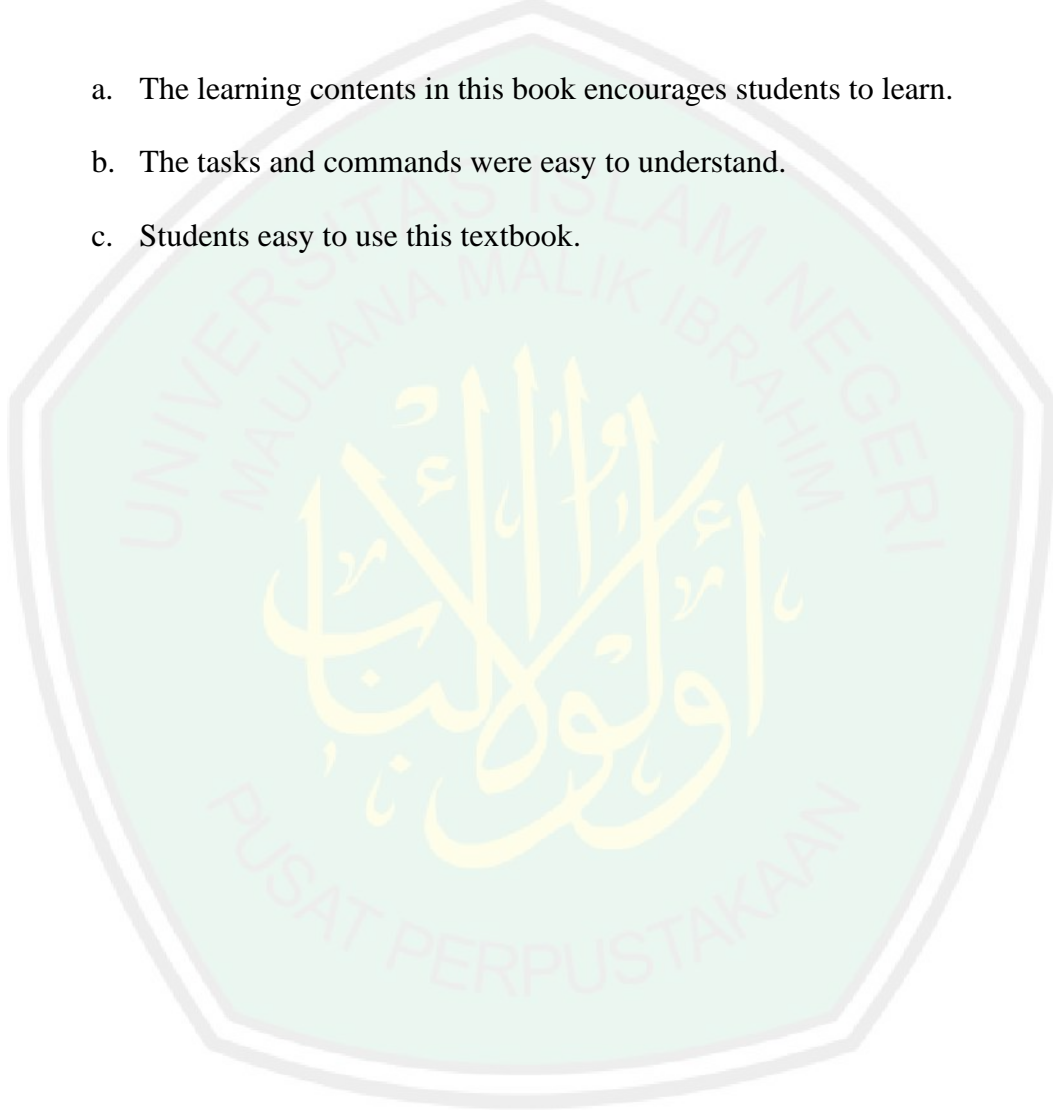 a. The learning contents in this book encourages students to learn.
b. The tasks and commands were easy to understand.
c. Students easy to use this textbook.
UNIVERSITAS ISLAM NEGERI
MAULANA MALIK IBRAHIM
PUSAT PERPUSTAKAAN